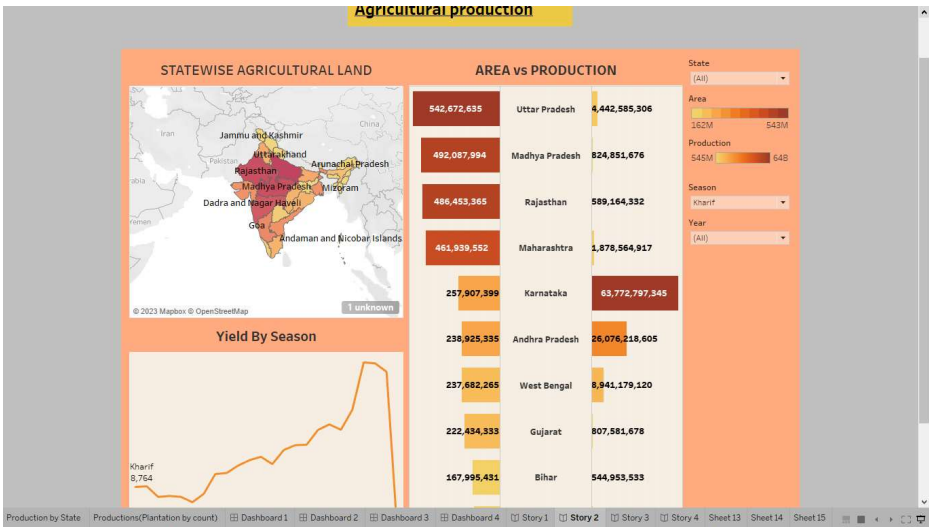 Agricultural production
STATEWISE AGRICULTURAL LAND
Iran
China
Pakistan
Yemen
Jammu and Kashmir
Uttarakhand
Arunachal Pradesh
Rajasthan
Madhya Pradesh
Mizoram
Dadra and Nagar Haveli
Goa
Andaman and Nicobar Islands
© 2023 Mapbox © OpenStreetMap
1 unknown
Yield By Season
Kharif
8,764
AREA vs PRODUCTION
542,672,635 Uttar Pradesh 4,442,585,306
492,087,994 Madhya Pradesh 824,851,676
486,453,365 Rajasthan 589,164,332
461,939,552 Maharashtra 1,878,564,917
257,907,399 Karnataka 63,772,797,345
238,925,335 Andhra Pradesh 26,076,218,605
237,682,265 West Bengal 8,941,179,120
222,434,333 Gujarat 807,581,678
167,995,431 Bihar 544,953,533
State
(All)
Area
162M 543M
Production
545M 64B
Season
Kharif
Year
(All)
Production by State Productions(Plantation by count) Dashboard 1 Dashboard 2 Dashboard 3 Dashboard 4 Story 1 Story 2 Story 3 Story 4 Sheet 13 Sheet 14 Sheet 15